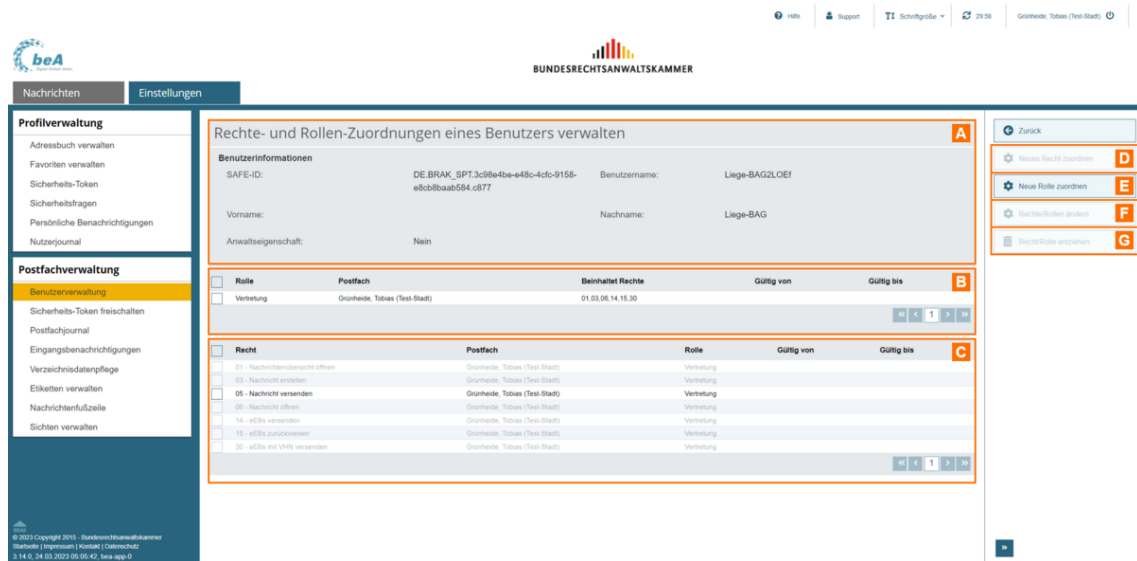 Hilfe
Support
Schriftgröße
29:56
Grünheide, Tobias (Test-Stadt)
beA
BUNDESRECHTSANWALTSKAMMER
Nachrichten
Einstellungen
Profilverwaltung
Adressbuch verwalten
Favoriten verwalten
Sicherheits-Token
Sicherheitsfragen
Persönliche Benachrichtigungen
Nutzerjournal
Postfachverwaltung
Benutzerverwaltung
Sicherheits-Token freischalten
Postfachjournal
Eingangsbenachrichtigungen
Verzeichnisdatenpflege
Etiketten verwalten
Nachrichtenfußzeile
Sichten verwalten
BRAK
© 2023 Copyright 2015 - Bundesrechtsanwaltskammer
Startseite | Impressum | Kontakt | Datenschutz
3.14.0, 24.03.2023 05:05:42, bea-app-0
Rechte- und Rollen-Zuordnungen eines Benutzers verwalten A
Benutzerinformationen
SAFE-ID: DE.BRAK_SPT.3c98e4be-e48c-4cfc-9158- Benutzername: Liege-BAG2LOEf
e8cb8baab584.c877
Vorname: Nachname: Liege-BAG
Anwaltseigenschaft: Nein
Rolle Postfach Beinhaltet Rechte Gültig von Gültig bis B
Vertretung Grünheide, Tobias (Test-Stadt) 01,03,06,14,15,30
« ‹ 1 › »
Recht Postfach Rolle Gültig von Gültig bis C
01 - Nachrichtenübersicht öffnen Grünheide, Tobias (Test-Stadt) Vertretung
03 - Nachricht erstellen Grünheide, Tobias (Test-Stadt) Vertretung
05 - Nachricht versenden Grünheide, Tobias (Test-Stadt) Vertretung
06 - Nachricht öffnen Grünheide, Tobias (Test-Stadt) Vertretung
14 - eEBs versenden Grünheide, Tobias (Test-Stadt) Vertretung
15 - eEBs zurückweisen Grünheide, Tobias (Test-Stadt) Vertretung
30 - eEBs mit VHN versenden Grünheide, Tobias (Test-Stadt) Vertretung
« ‹ 1 › »
Zurück
Neues Recht zuordnen D
Neue Rolle zuordnen E
Rechte/Rollen ändern F
Recht/Rolle entziehen G
»